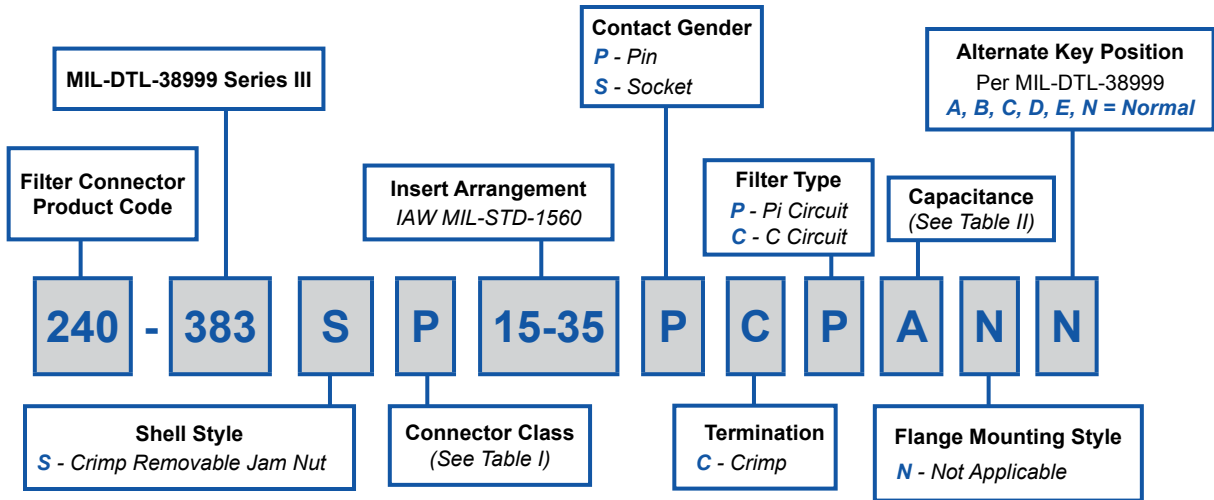 Contact Gender
P - Pin
S - Socket
Alternate Key Position
Per MIL-DTL-38999
A, B, C, D, E, N = Normal
MIL-DTL-38999 Series III
Filter Connector
Product Code
Insert Arrangement
IAW MIL-STD-1560
Filter Type
P - Pi Circuit
C - C Circuit
Capacitance
(See Table II)
240 - 383 S P 15-35 P C P A N N
Shell Style
S - Crimp Removable Jam Nut
Connector Class
(See Table I)
Termination
C - Crimp
Flange Mounting Style
N - Not Applicable